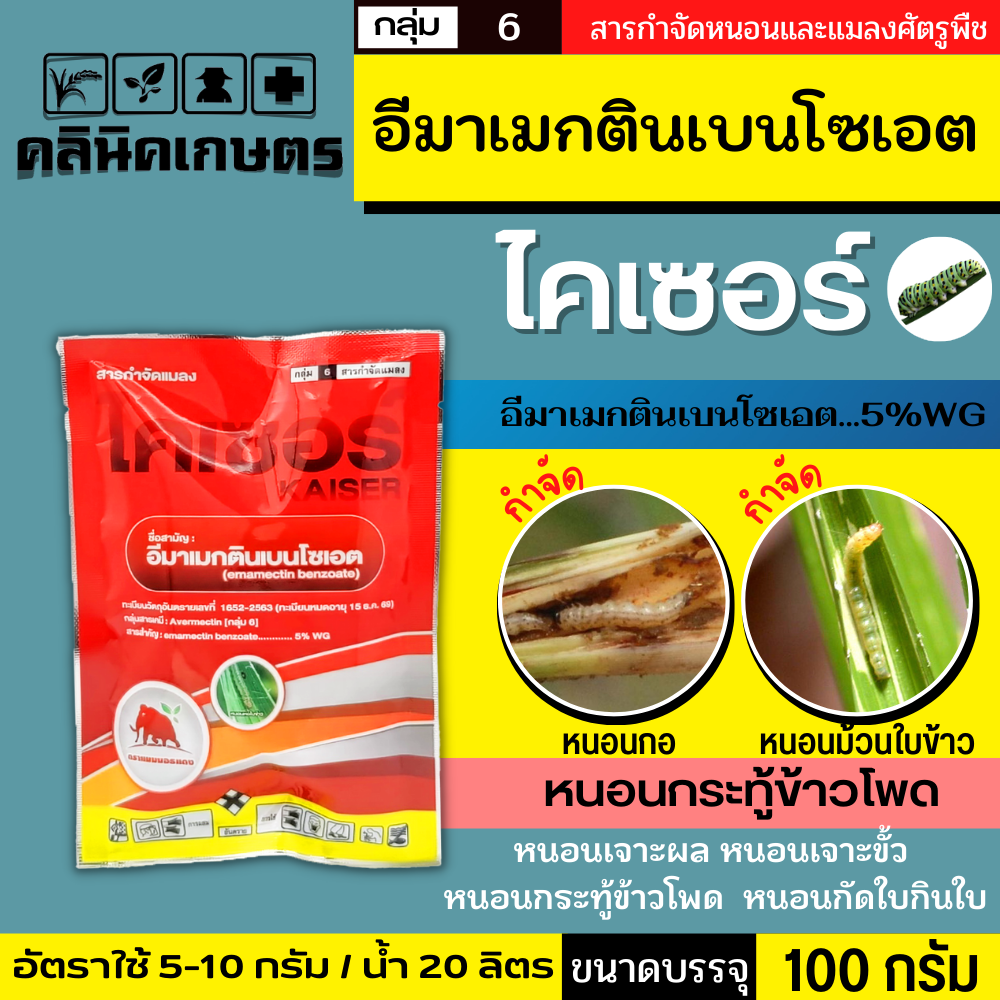 กลุ่ม 6 สารกำจัดหนอนและแมลงศัตรูพืช
คลินิคเกษตร
อีมาเมกตินเบนโซเอต
ไคเซอร์
สารกำจัดแมลง
กลุ่ม 6 สารกำจัดแมลง
ไคเซอร์
KAISER
ชื่อสามัญ :
อีมาเมกตินเบนโซเอต
(emamectin benzoate)
ทะเบียนวัตถุอันตรายเลขที่ 1652-2563 (ทะเบียนหมดอายุ 15 ธ.ค. 69)
กลุ่มสารเคมี : Avermectin [กลุ่ม 6]
สารสำคัญ : emamectin benzoate............ 5% WG
อีมาเมกตินเบนโซเอต...5%WG
กำจัด
กำจัด
หนอนกอ
หนอนม้วนใบข้าว
หนอนกระทู้ข้าวโพด
หนอนเจาะผล หนอนเจาะขั้ว
หนอนกระทู้ข้าวโพด หนอนกัดใบกินใบ
อันตราย
อัตราใช้ 5-10 กรัม / น้ำ 20 ลิตร
ขนาดบรรจุ 100 กรัม